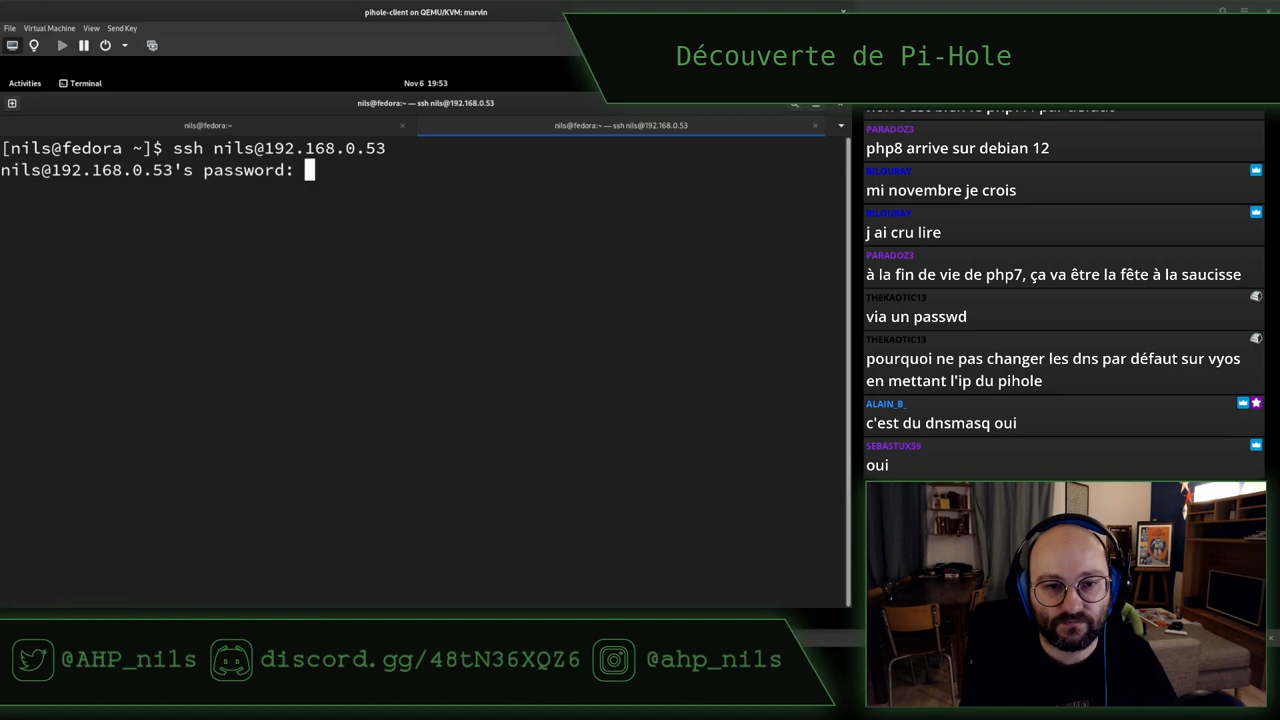 pihole-client on QEMU/KVM: marvin
File Virtual Machine View Send Key
Découverte de Pi-Hole
Activities Terminal Nov 6 19:53
nils@fedora:~ — ssh nils@192.168.0.53
nils@fedora:~ nils@fedora:~ — ssh nils@192.168.0.53
[nils@fedora ~]$ ssh nils@192.168.0.53
nils@192.168.0.53's password:
PARADOZ3
php8 arrive sur debian 12
BILOURAY
mi novembre je crois
BILOURAY
j ai cru lire
PARADOZ3
à la fin de vie de php7, ça va être la fête à la saucisse
THEKAOTIC13
via un passwd
THEKAOTIC13
pourquoi ne pas changer les dns par défaut sur vyos
en mettant l'ip du pihole
ALAIN_B_
c'est du dnsmasq oui
SEBASTUX59
oui
@AHP_nils discord.gg/48tN36XQZ6 @ahp_nils